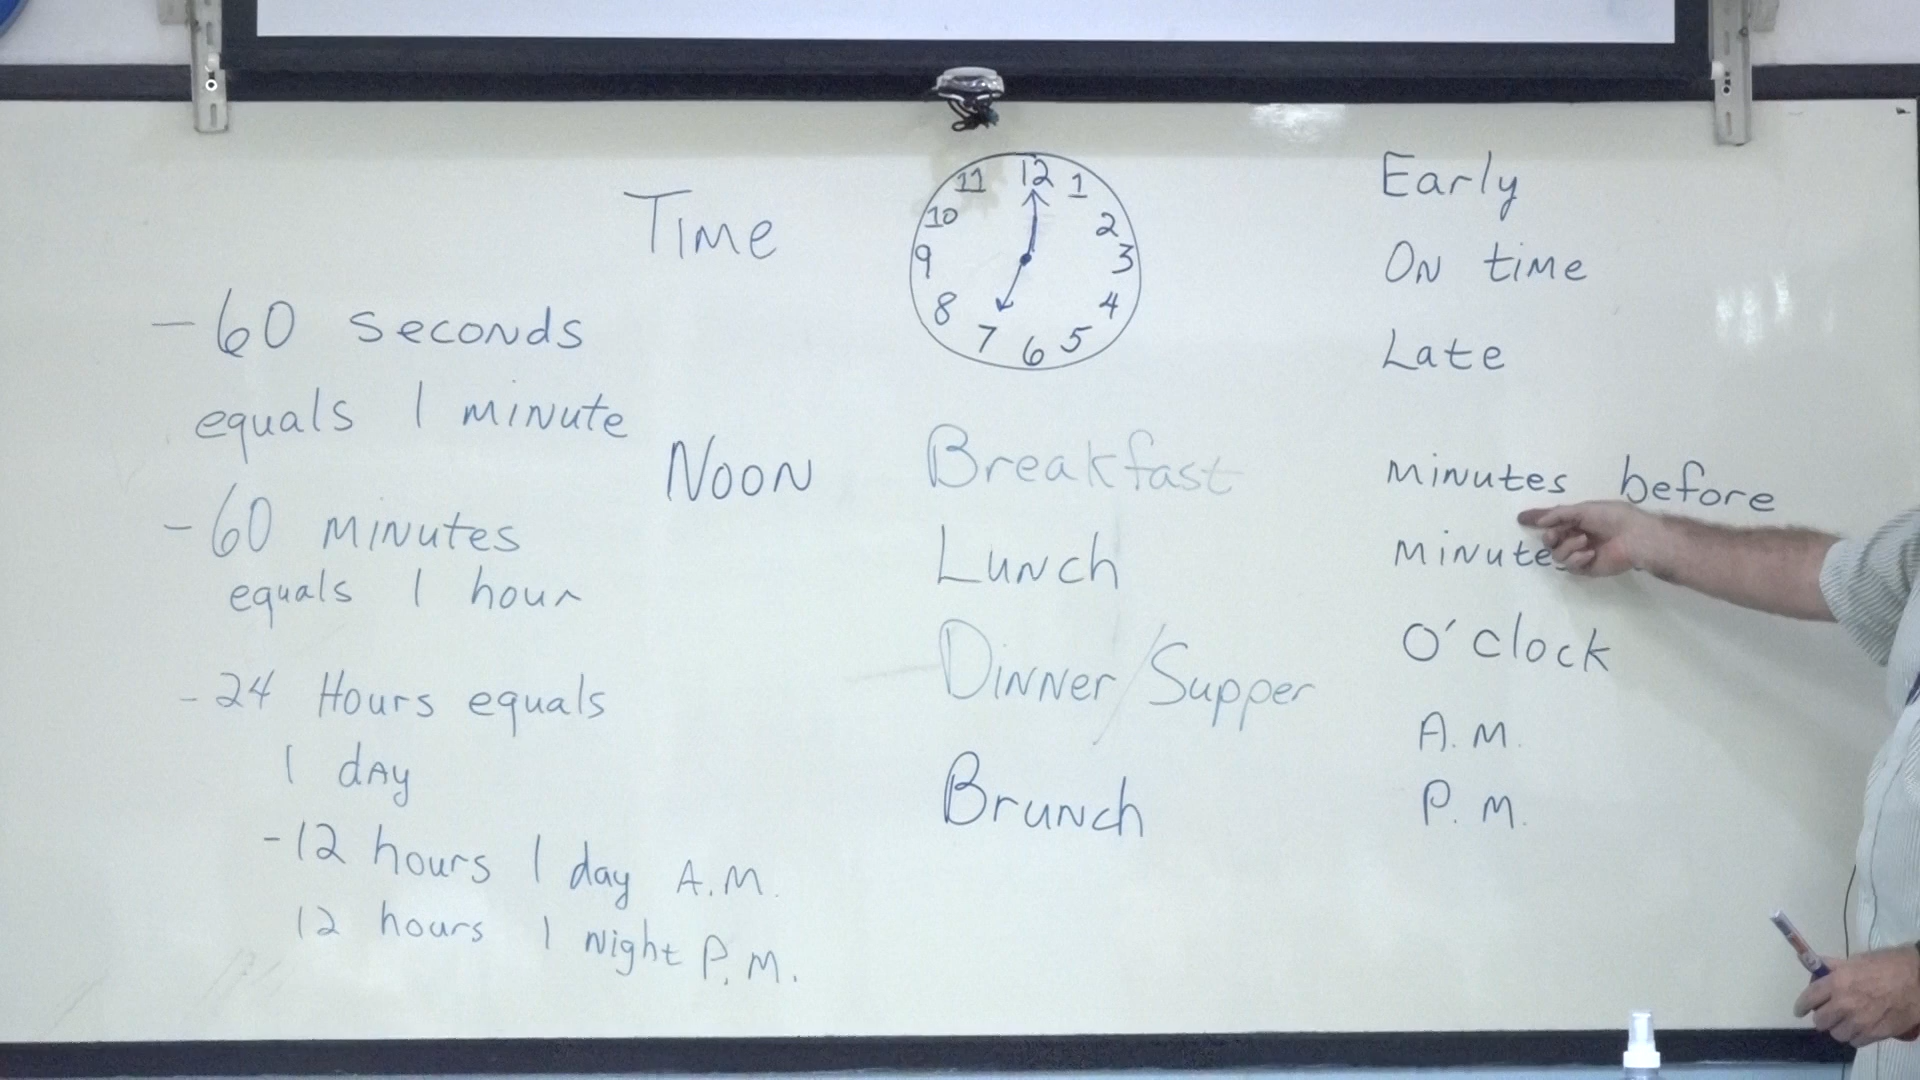 Time
- 60 seconds
equals 1 minute
- 60 minutes
equals 1 hour
- 24 Hours equals
1 day
- 12 hours 1 day A.M.
12 hours 1 night P.M.
Noon
12
1
2
3
4
5
6
7
8
9
10
11
Breakfast
Lunch
Dinner/Supper
Brunch
Early
On time
Late
minutes before
minutes
O'clock
A.M.
P.M.